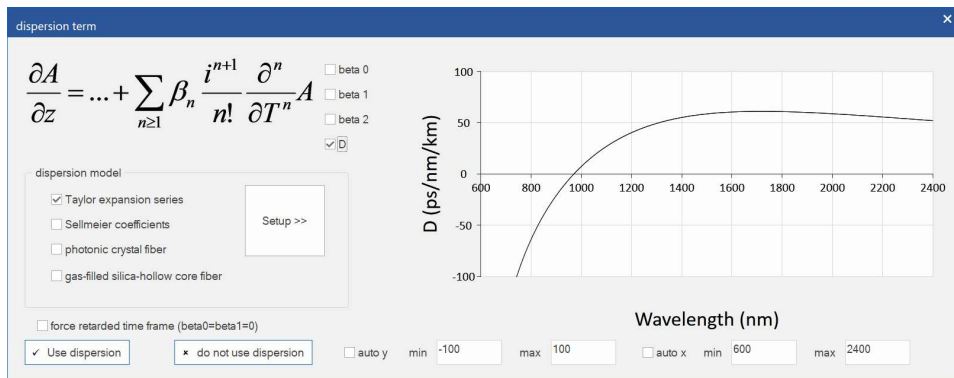 dispersion term
×
∂A/∂z = ... + ∑ n≥1 βₙ iⁿ⁺¹/n! ∂ⁿ/∂Tⁿ A
beta 0
beta 1
beta 2
D
dispersion model
Taylor expansion series
Sellmeier coefficients
photonic crystal fiber
gas-filled silica-hollow core fiber
Setup >>
force retarded time frame (beta0=beta1=0)
✓ Use dispersion
× do not use dispersion
D (ps/nm/km)
100
50
0
-50
-100
600 800 1000 1200 1400 1600 1800 2000 2200 2400
Wavelength (nm)
auto y min -100 max 100
auto x min 600 max 2400